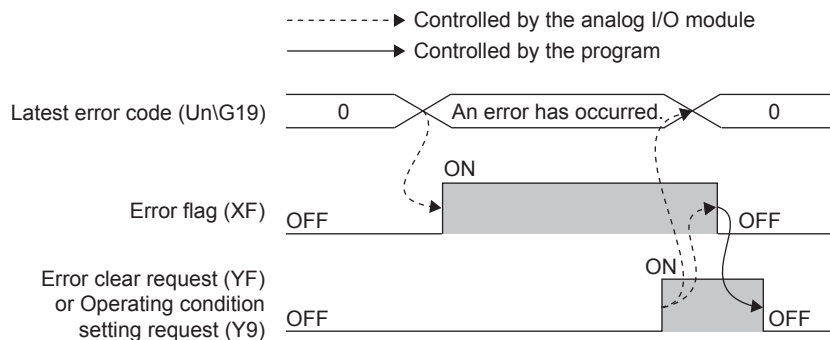 Controlled by the analog I/O module
Controlled by the program
Latest error code (Un\G19)
0
An error has occurred.
0
ON
Error flag (XF)
OFF
OFF
Error clear request (YF)
or Operating condition
setting request (Y9)
ON
OFF
OFF